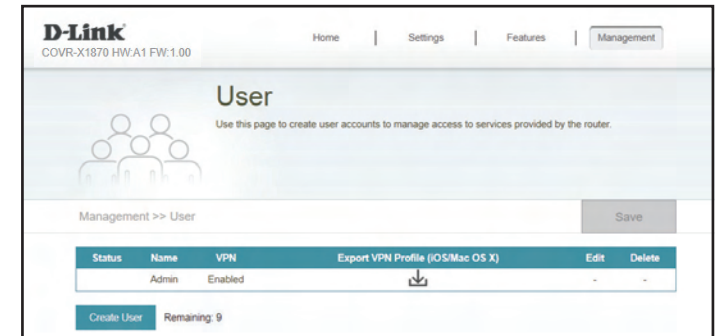 D-Link
COVR-X1870 HW:A1 FW:1.00
Home | Settings | Features | Management
User
Use this page to create user accounts to manage access to services provided by the router.
Management >> User
Save
Status Name VPN Export VPN Profile (iOS/Mac OS X) Edit Delete
Admin Enabled - -
Create User Remaining: 9